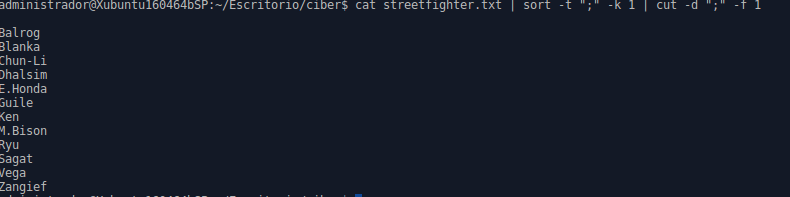 administrador@Xubuntu160464bSP:~/Escritorio/ciber$ cat streetfighter.txt | sort -t ";" -k 1 | cut -d ";" -f 1
Balrog
Blanka
Chun-Li
Dhalsim
E.Honda
Guile
Ken
M.Bison
Ryu
Sagat
Vega
Zangief